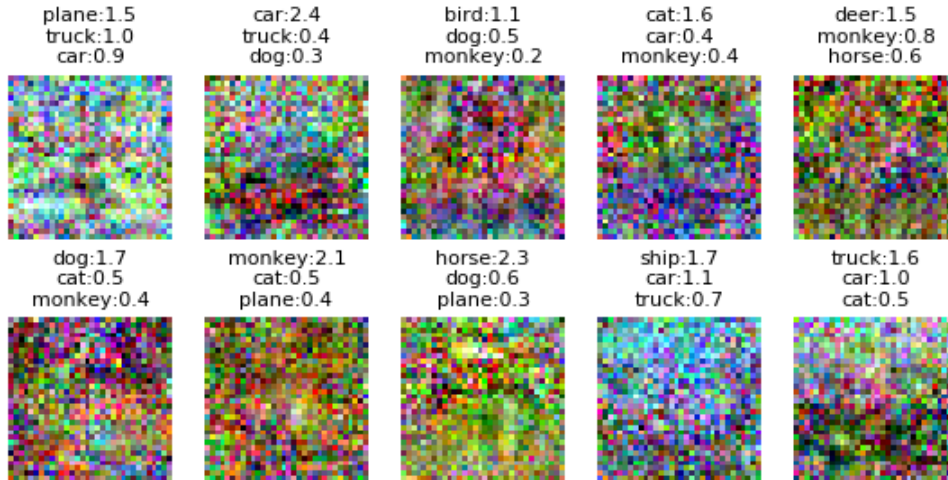 plane:1.5
truck:1.0
car:0.9
car:2.4
truck:0.4
dog:0.3
bird:1.1
dog:0.5
monkey:0.2
cat:1.6
car:0.4
monkey:0.4
deer:1.5
monkey:0.8
horse:0.6
dog:1.7
cat:0.5
monkey:0.4
monkey:2.1
cat:0.5
plane:0.4
horse:2.3
dog:0.6
plane:0.3
ship:1.7
car:1.1
truck:0.7
truck:1.6
car:1.0
cat:0.5